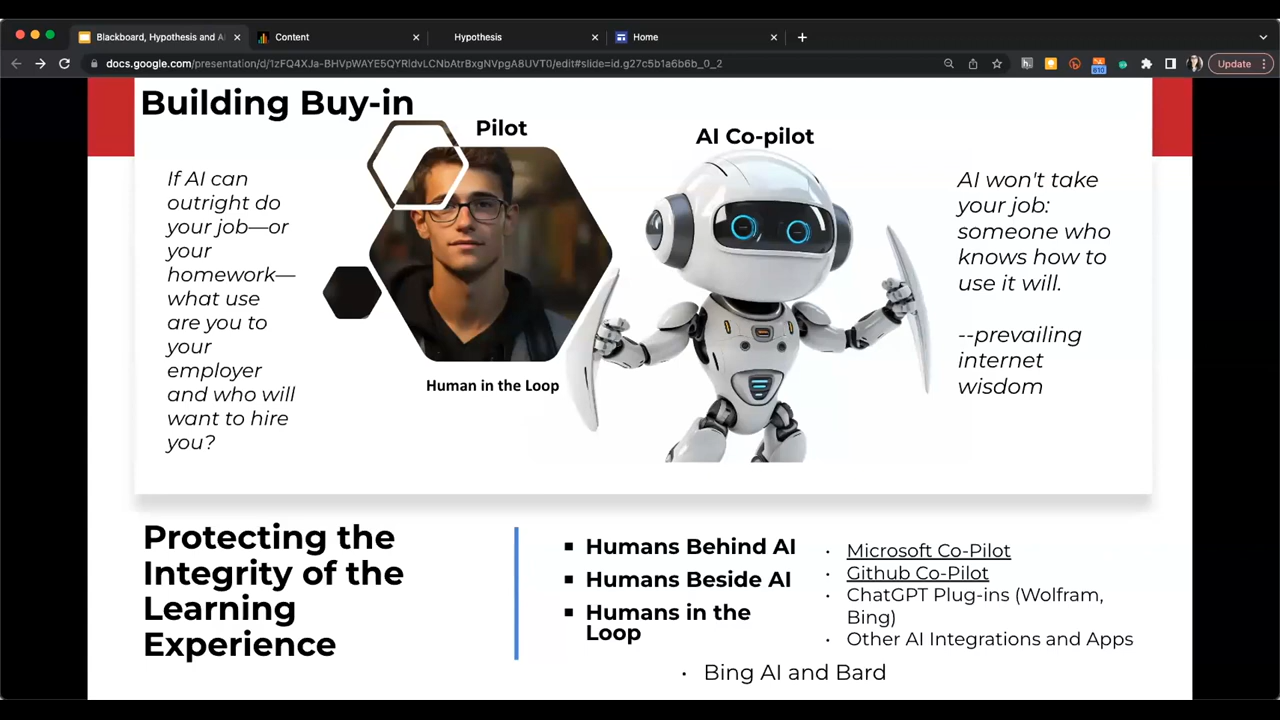 Blackboard, Hypothesis and AI
Content
Hypothesis
Home
docs.google.com/presentation/d/1zFQ4XJa-BHVpWAYE5QYRldvLCNbAtrBxgNVpgA8UVT0/edit#slide=id.g27c5b1a6b6b_0_2
610
Update
Building Buy-in
Pilot
AI Co-pilot
If AI can
outright do
your job—or
your
homework—
what use
are you to
your
employer
and who will
want to hire
you?
Human in the Loop
AI won't take
your job:
someone who
knows how to
use it will.
--prevailing
internet
wisdom
Protecting the
Integrity of the
Learning
Experience
Humans Behind AI
Humans Beside AI
Humans in the
Loop
Microsoft Co-Pilot
Github Co-Pilot
ChatGPT Plug-ins (Wolfram,
Bing)
Other AI Integrations and Apps
Bing AI and Bard